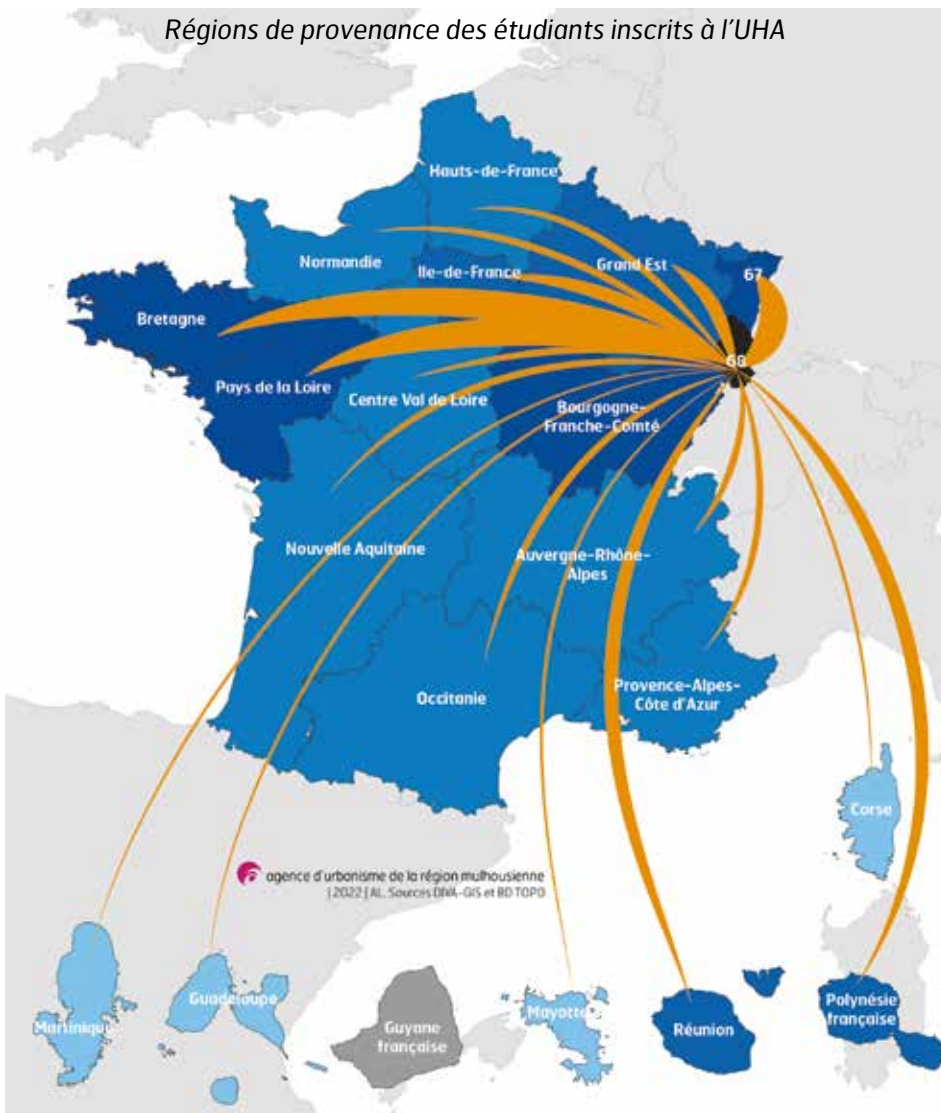 Régions de provenance des étudiants inscrits à l'UHA
Hauts-de-France
Normandie
Ile-de-France
Grand Est
67
Bretagne
68
Pays de la Loire
Centre Val de Loire
Bourgogne-
Franche-Comté
Nouvelle Aquitaine
Auvergne-Rhône-
Alpes
Occitanie
Provence-Alpes-
Côte d'Azur
Corse
agence d'urbanisme de la région mulhousienne
| 2022 | AL. Sources DIVA-GIS et BD TOPO
Martinique
Guadeloupe
Guyane
française
Mayotte
Réunion
Polynésie
française